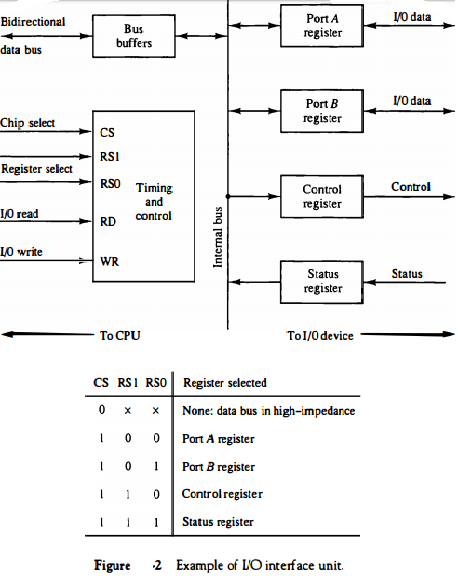 Bidirectional
data bus
Bus
buffers
Port A
register
I/O data
Port B
register
I/O data
Chip select
CS
RS1
Register select
RS0
Timing
and
control
I/O read
RD
I/O write
WR
Internal bus
Control
register
Control
Status
register
Status
To CPU
To I/O device
CS RS1 RS0 Register selected
0 x x None: data bus in high-impedance
1 0 0 Port A register
1 0 1 Port B register
1 1 0 Control register
1 1 1 Status register
Figure -2 Example of I/O interface unit.